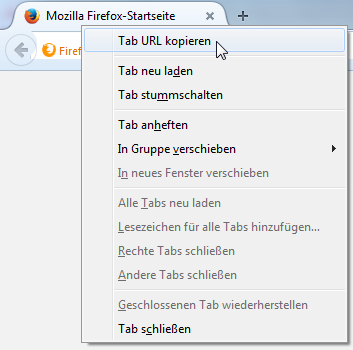 Mozilla Firefox-Startseite
Firef
Tab URL kopieren
Tab neu laden
Tab stummschalten
Tab anheften
In Gruppe verschieben
In neues Fenster verschieben
Alle Tabs neu laden
Lesezeichen für alle Tabs hinzufügen...
Rechte Tabs schließen
Andere Tabs schließen
Geschlossenen Tab wiederherstellen
Tab schließen